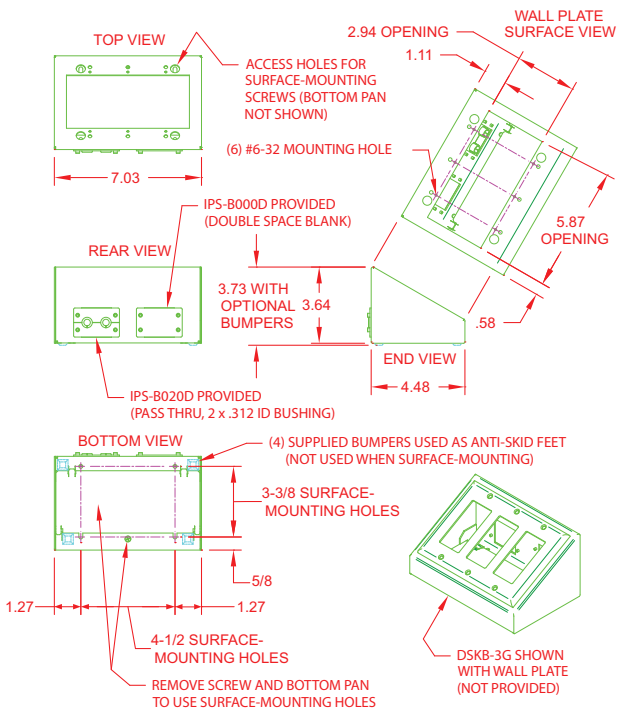 TOP VIEW
ACCESS HOLES FOR
SURFACE-MOUNTING
SCREWS (BOTTOM PAN
NOT SHOWN)
7.03
WALL PLATE
SURFACE VIEW
2.94 OPENING
1.11
(6) #6-32 MOUNTING HOLE
5.87
OPENING
.58
IPS-B000D PROVIDED
(DOUBLE SPACE BLANK)
REAR VIEW
3.73 WITH
OPTIONAL
BUMPERS
3.64
END VIEW
4.48
IPS-B020D PROVIDED
(PASS THRU, 2 x .312 ID BUSHING)
BOTTOM VIEW
(4) SUPPLIED BUMPERS USED AS ANTI-SKID FEET
(NOT USED WHEN SURFACE-MOUNTING)
3-3/8 SURFACE-
MOUNTING HOLES
5/8
1.27
1.27
4-1/2 SURFACE-
MOUNTING HOLES
REMOVE SCREW AND BOTTOM PAN
TO USE SURFACE-MOUNTING HOLES
DSKB-3G SHOWN
WITH WALL PLATE
(NOT PROVIDED)